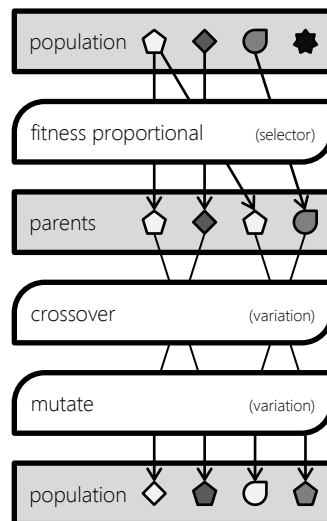 population
fitness proportional (selector)
parents
crossover (variation)
mutate (variation)
population